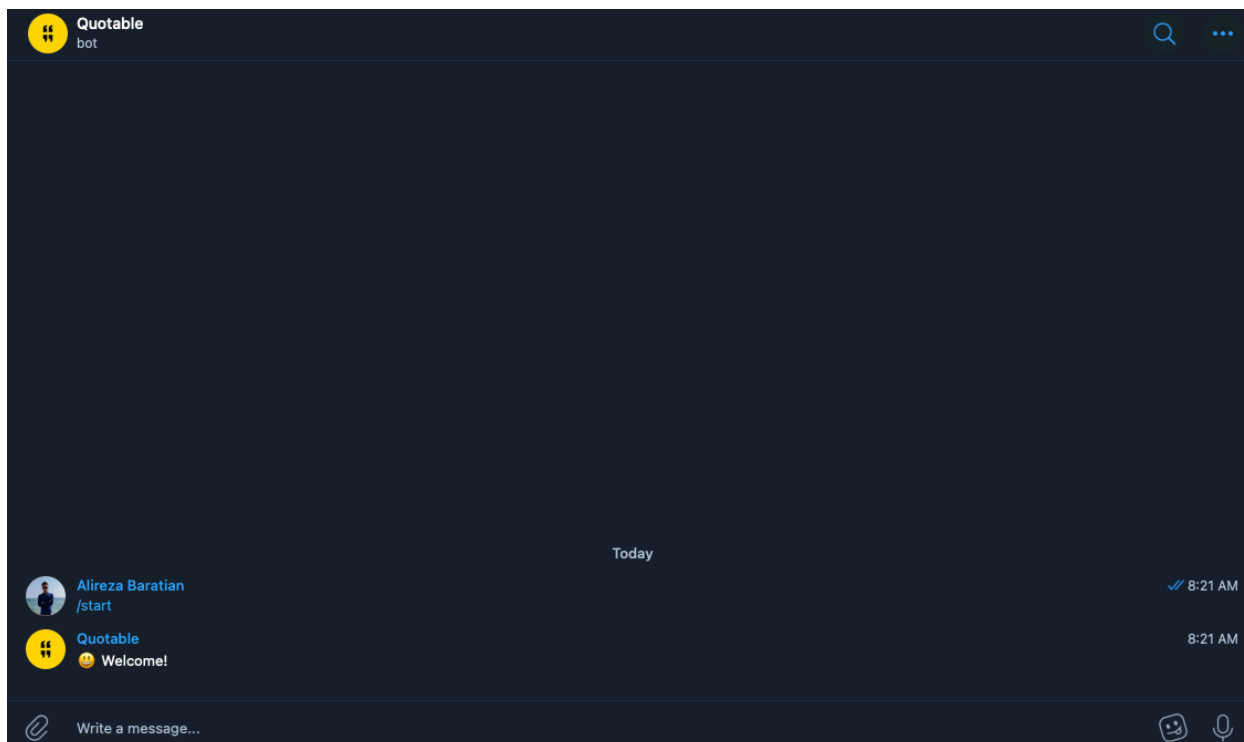 Quotable
bot
Today
Alireza Baratian
8:21 AM
/start
Quotable
8:21 AM
😃 Welcome!
Write a message...